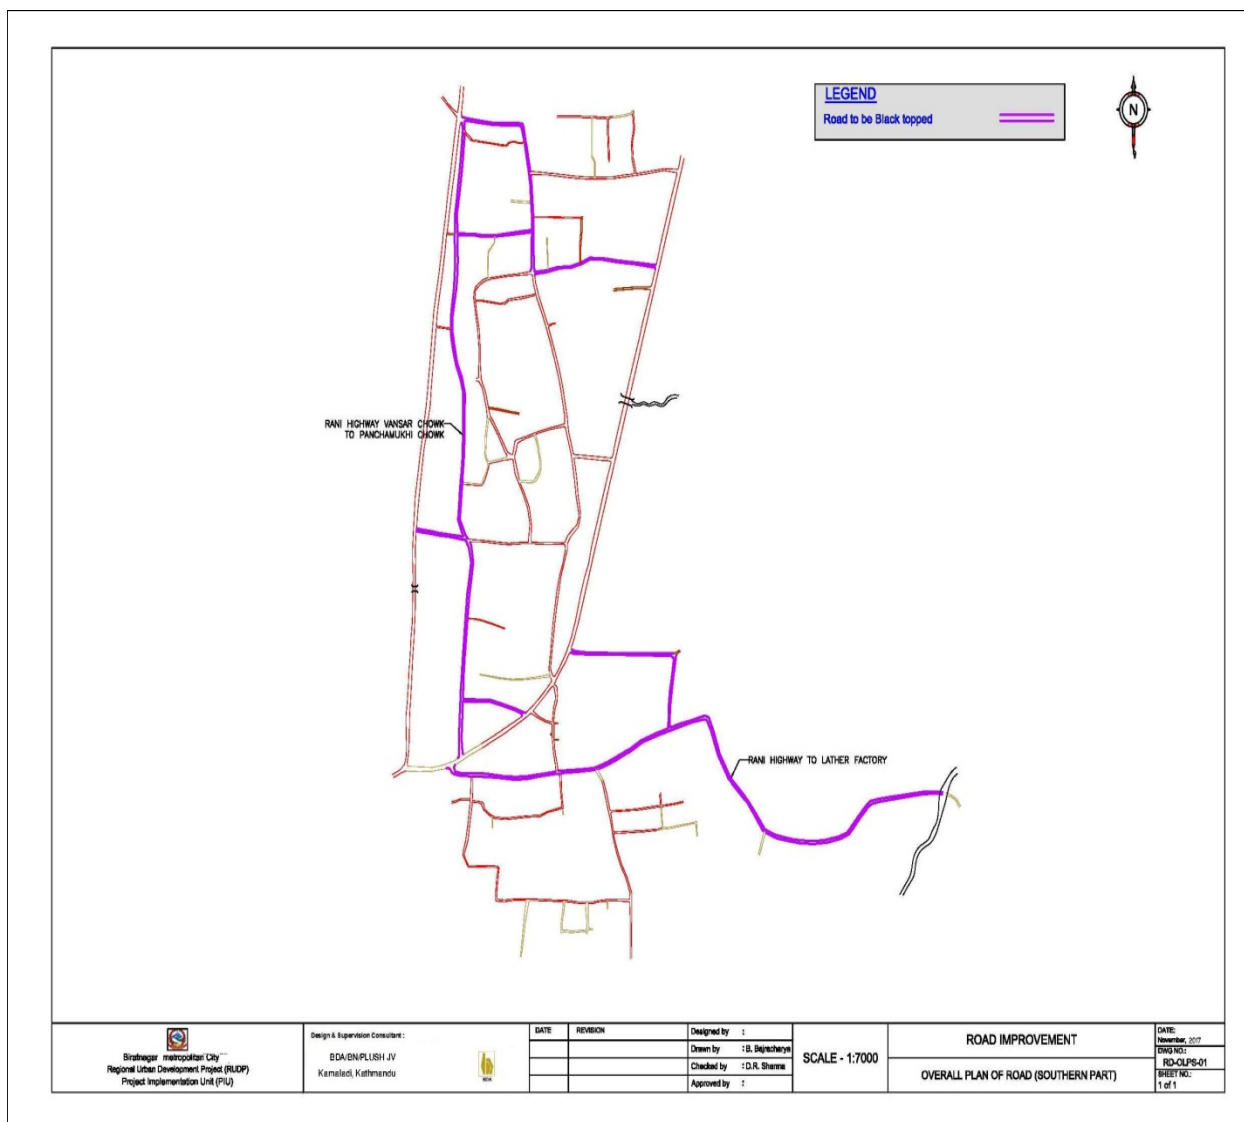 LEGEND
Road to be Black topped
N
RANI HIGHWAY VANSAR CHOWK
TO PANCHAMUKHI CHOWK
RANI HIGHWAY TO LATHER FACTORY
Biratnagar metropolitan City
Regional Urban Development Project (RUDP)
Project Implementation Unit (PIU)
Design & Supervision Consultant :
BDA/BN/PLUSH JV
Kamaladi, Kathmandu
BDA
DATE REVISION
Designed by :
Drawn by : B. Bajracharya
Checked by : D.R. Sharma
Approved by :
SCALE - 1:7000
ROAD IMPROVEMENT
OVERALL PLAN OF ROAD (SOUTHERN PART)
DATE:
November, 2017
DWG NO.:
RD-OLPS-01
SHEET NO.:
1 of 1